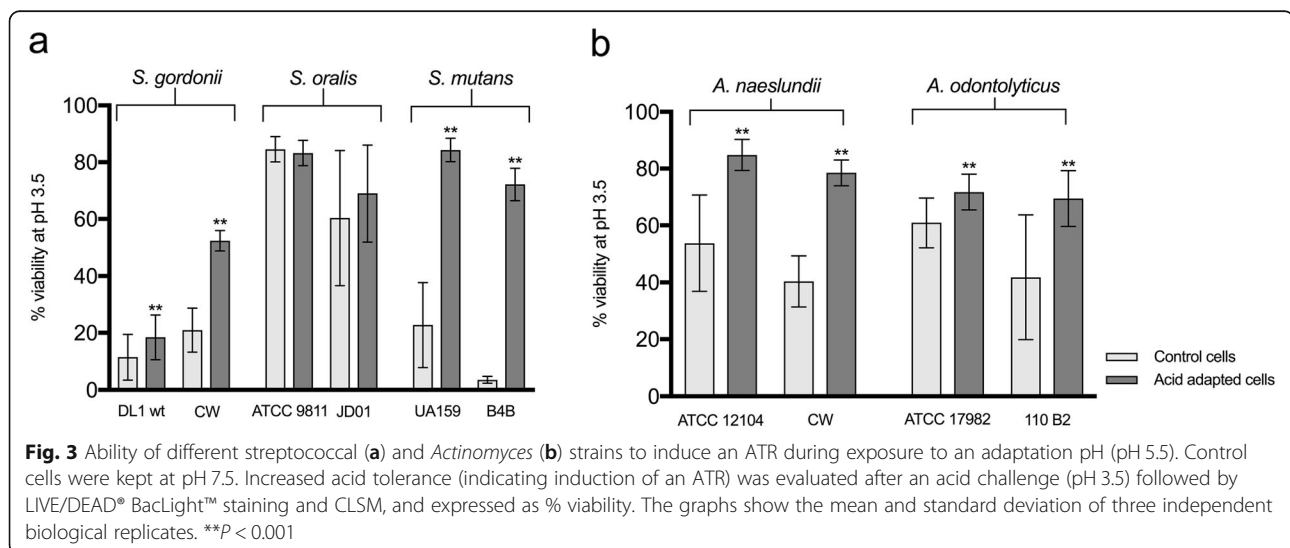 a
S. gordonii S. oralis S. mutans
% viability at pH 3.5
100
80
60
40
20
0
** ** ** **
DL1 wt CW ATCC 9811 JD01 UA159 B4B
b
A. naeslundii A. odontolyticus
% viability at pH 3.5
100
80
60
40
20
0
** ** ** **
ATCC 12104 CW ATCC 17982 110 B2
Control cells
Acid adapted cells
Fig. 3 Ability of different streptococcal (a) and Actinomyces (b) strains to induce an ATR during exposure to an adaptation pH (pH 5.5). Control
cells were kept at pH 7.5. Increased acid tolerance (indicating induction of an ATR) was evaluated after an acid challenge (pH 3.5) followed by
LIVE/DEAD® BacLight™ staining and CLSM, and expressed as % viability. The graphs show the mean and standard deviation of three independent
biological replicates. **P < 0.001